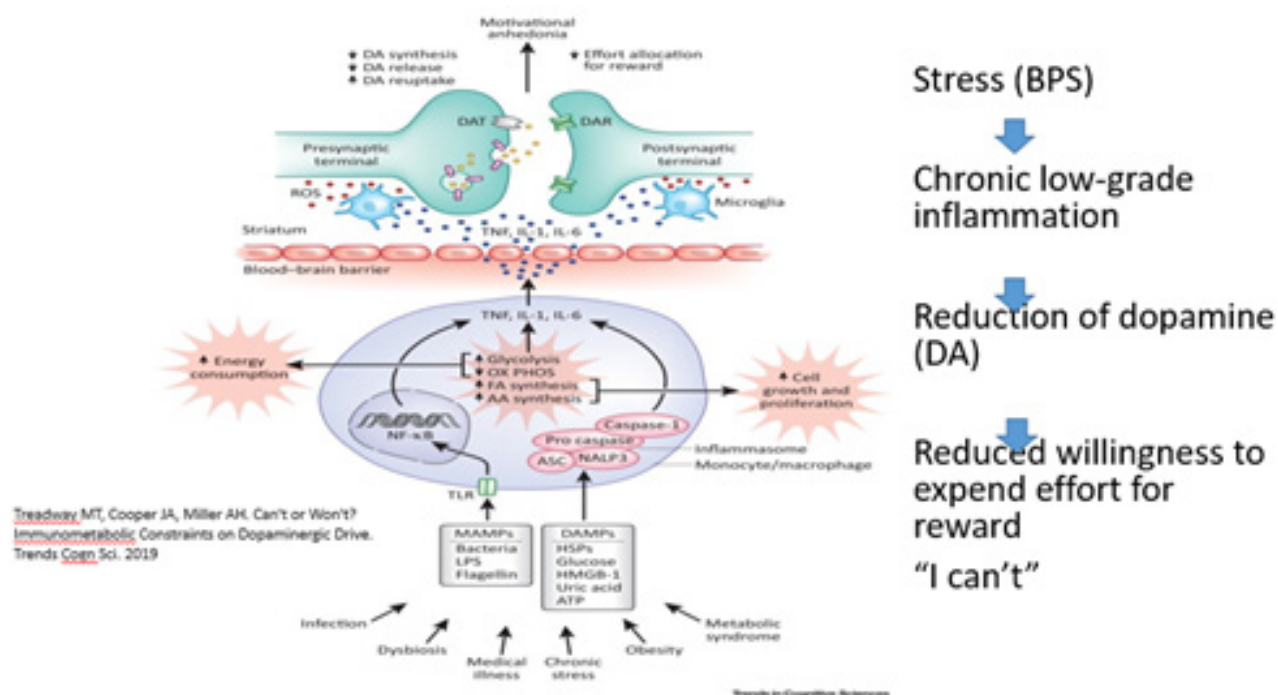 Motivational
anhedonia
↓ DA synthesis
↓ DA release
↑ DA reuptake
↓ Effort allocation
for reward
DAT
DAR
Presynaptic
terminal
Postsynaptic
terminal
ROS
Microglia
Striatum
TNF, IL-1, IL-6
Blood–brain barrier
TNF, IL-1, IL-6
↑ Energy
consumption
↑ Glycolysis
↓ OX PHOS
↑ FA synthesis
↑ AA synthesis
↑ Cell
growth and
proliferation
NF-κB
Caspase-1
Pro caspase
ASC
NALP3
Inflammasome
Monocyte/macrophage
TLR
MAMPs
Bacteria
LPS
Flagellin
DAMPs
HSPs
Glucose
HMGB-1
Uric acid
ATP
Infection
Dysbiosis
Medical
illness
Chronic
stress
Obesity
Metabolic
syndrome
Trends in Cognitive Sciences
Treadway MT, Cooper JA, Miller AH. Can't or Won't?
Immunometabolic Constraints on Dopaminergic Drive.
Trends Cogn Sci. 2019
Stress (BPS)
Chronic low-grade
inflammation
Reduction of dopamine
(DA)
Reduced willingness to
expend effort for
reward
“I can’t”